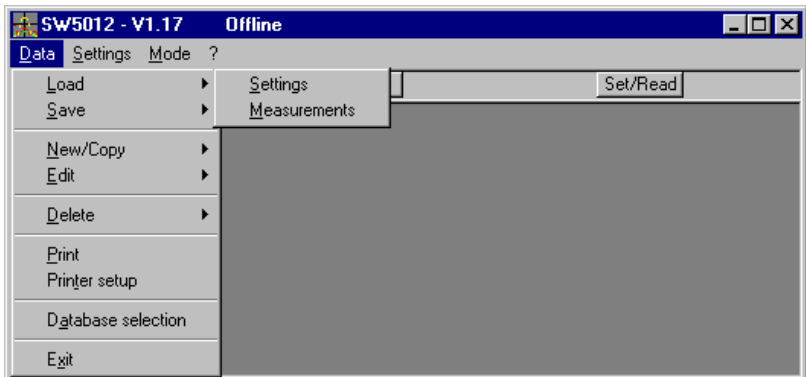 SW5012 - V1.17 Offline
Data Settings Mode ?
Load Settings Set/Read
Save Measurements
New/Copy
Edit
Delete
Print
Printer setup
Database selection
Exit